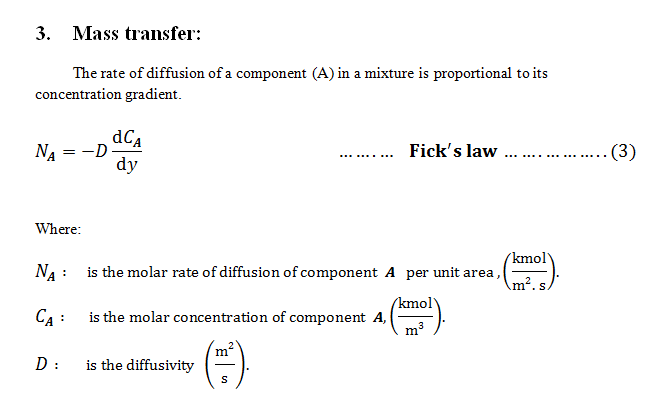 3. Mass transfer:
The rate of diffusion of a component (A) in a mixture is proportional to its
concentration gradient.
N_A = −D dC_A/dy ... ... . ... Fick's law ... ... . ... ... ... . . (3)
Where:
N_A : is the molar rate of diffusion of component A per unit area , (kmol/m². s).
C_A : is the molar concentration of component A, (kmol/m³).
D : is the diffusivity (m²/s).